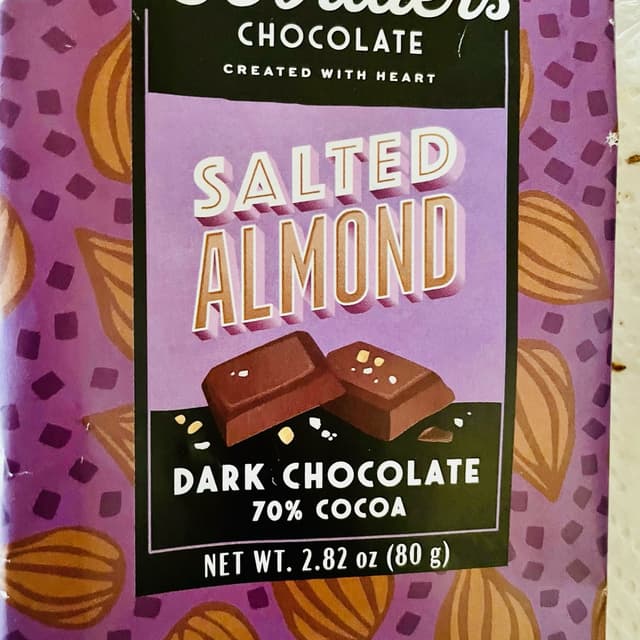 CHOCOLATE
CREATED WITH HEART
SALTED
ALMOND
DARK CHOCOLATE
70% COCOA
NET WT. 2.82 oz (80 g)